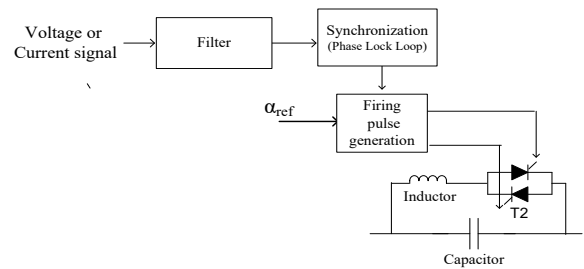 Voltage or
Current signal
Filter
Synchronization
(Phase Lock Loop)
αref
Firing
pulse
generation
Inductor
T2
Capacitor